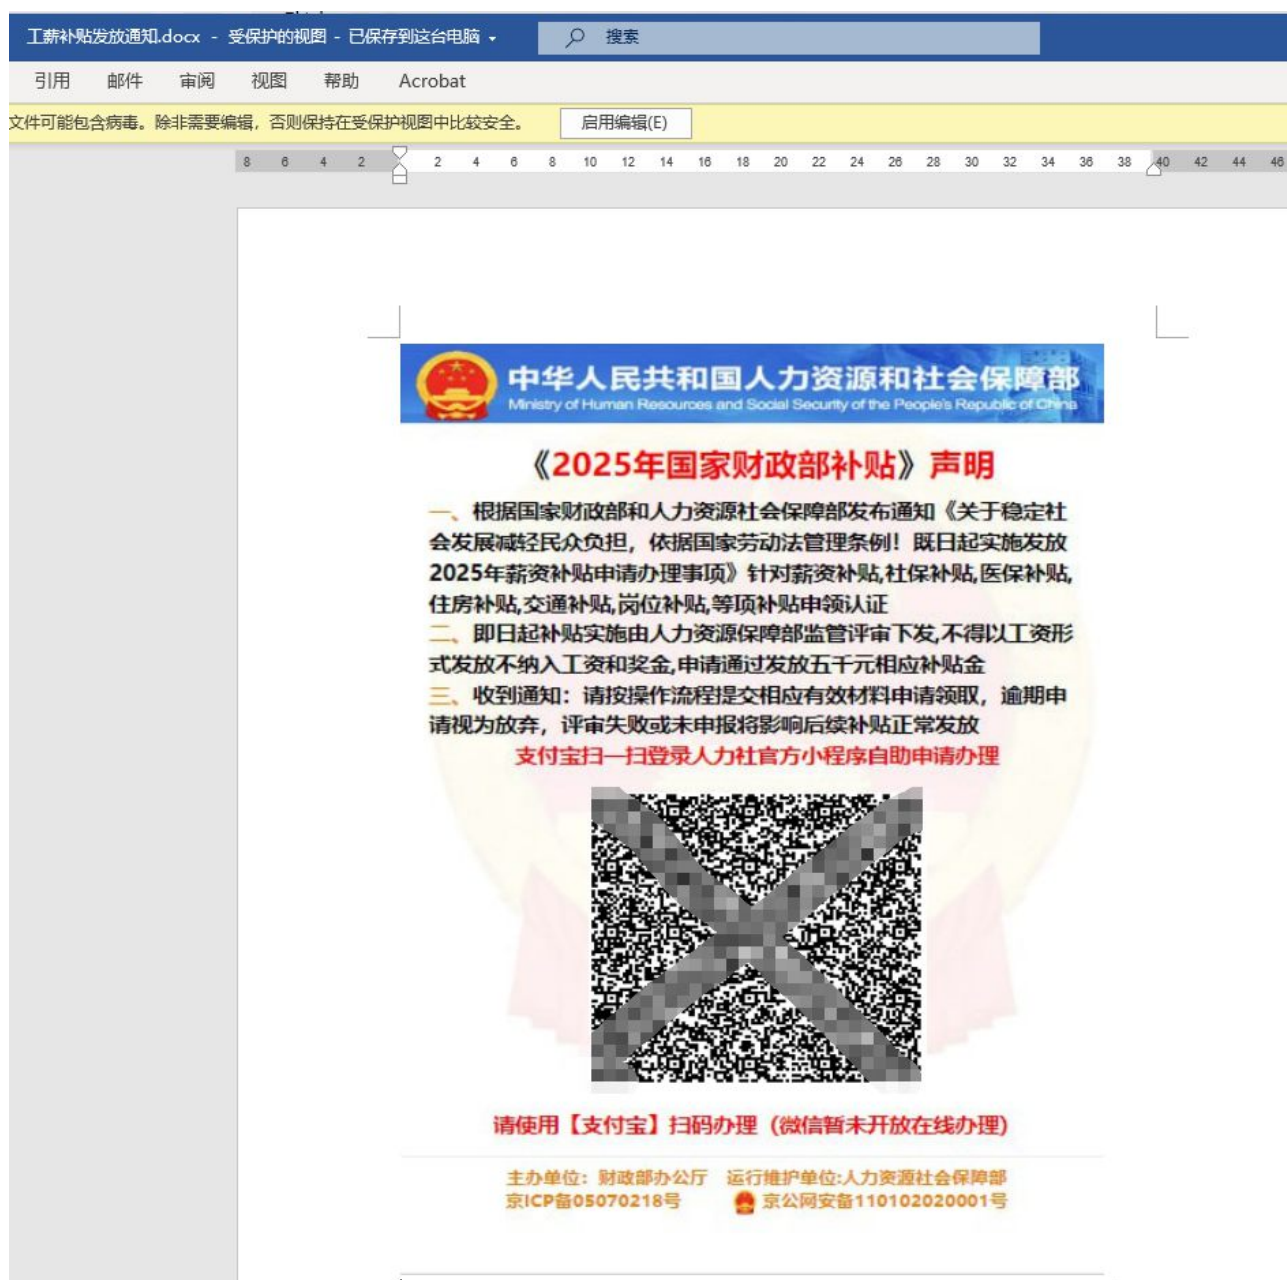 工薪补贴发放通知.docx - 受保护的视图 - 已保存到这台电脑
搜索
引用 邮件 审阅 视图 帮助 Acrobat
文件可能包含病毒。除非需要编辑，否则保持在受保护视图中比较安全。 启用编辑(E)
8 6 4 2 2 4 6 8 10 12 14 16 18 20 22 24 26 28 30 32 34 36 38 40 42 44 46
中华人民共和国人力资源和社会保障部
Ministry of Human Resources and Social Security of the People's Republic of China
《2025年国家财政部补贴》声明
一、根据国家财政部和人力资源社会保障部发布通知《关于稳定社
会发展减轻民众负担，依据国家劳动法管理条例！既日起实施发放
2025年薪资补贴申请办理事项》针对薪资补贴,社保补贴,医保补贴,
住房补贴,交通补贴,岗位补贴,等项补贴申领认证
二、即日起补贴实施由人力资源保障部监管评审下发,不得以工资形
式发放不纳入工资和奖金,申请通过发放五千元相应补贴金
三、收到通知：请按操作流程提交相应有效材料申请领取，逾期申
请视为放弃，评审失败或未申报将影响后续补贴正常发放
支付宝扫一扫登录人力社官方小程序自助申请办理
请使用【支付宝】扫码办理（微信暂未开放在线办理)
主办单位：财政部办公厅 运行维护单位:人力资源社会保障部
京ICP备05070218号 京公网安备110102020001号